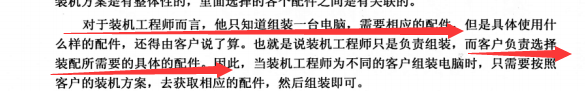 装机方案是有整体性的，里面选择的各个配件之间是有关联的。
对于装机工程师而言，他只知道组装一台电脑，需要相应的配件，但是具体使用什
么样的配件，还得由客户说了算。也就是说装机工程师只是负责组装，而客户负责选择
装配所需要的具体的配件。因此，当装机工程师为不同的客户组装电脑时，只需要按照
客户的装机方案，去获取相应的配件，然后组装即可。